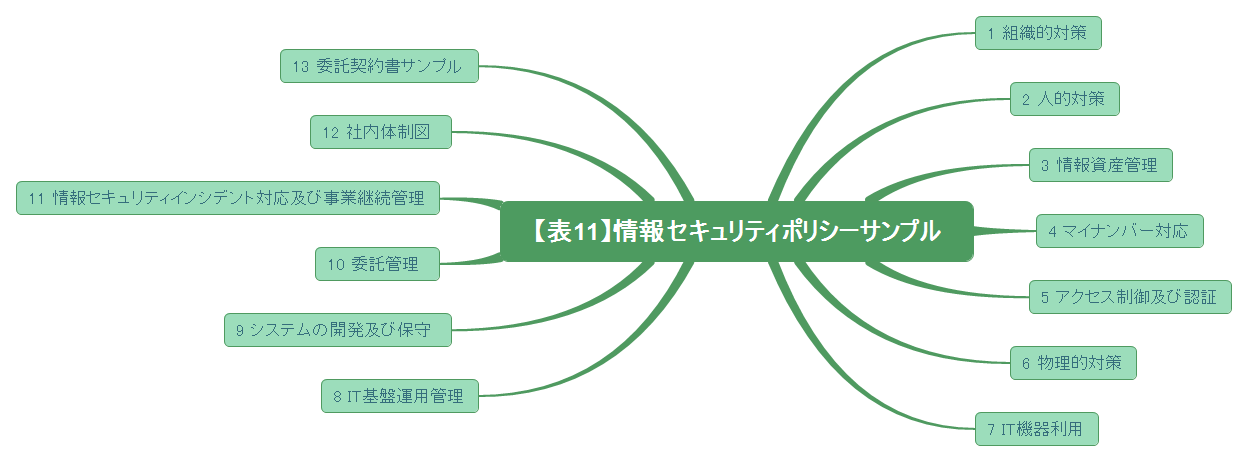 【表11】情報セキュリティポリシーサンプル
1 組織的対策
2 人的対策
3 情報資産管理
4 マイナンバー対応
5 アクセス制御及び認証
6 物理的対策
7 IT機器利用
8 IT基盤運用管理
9 システムの開発及び保守
10 委託管理
11 情報セキュリティインシデント対応及び事業継続管理
12 社内体制図
13 委託契約書サンプル